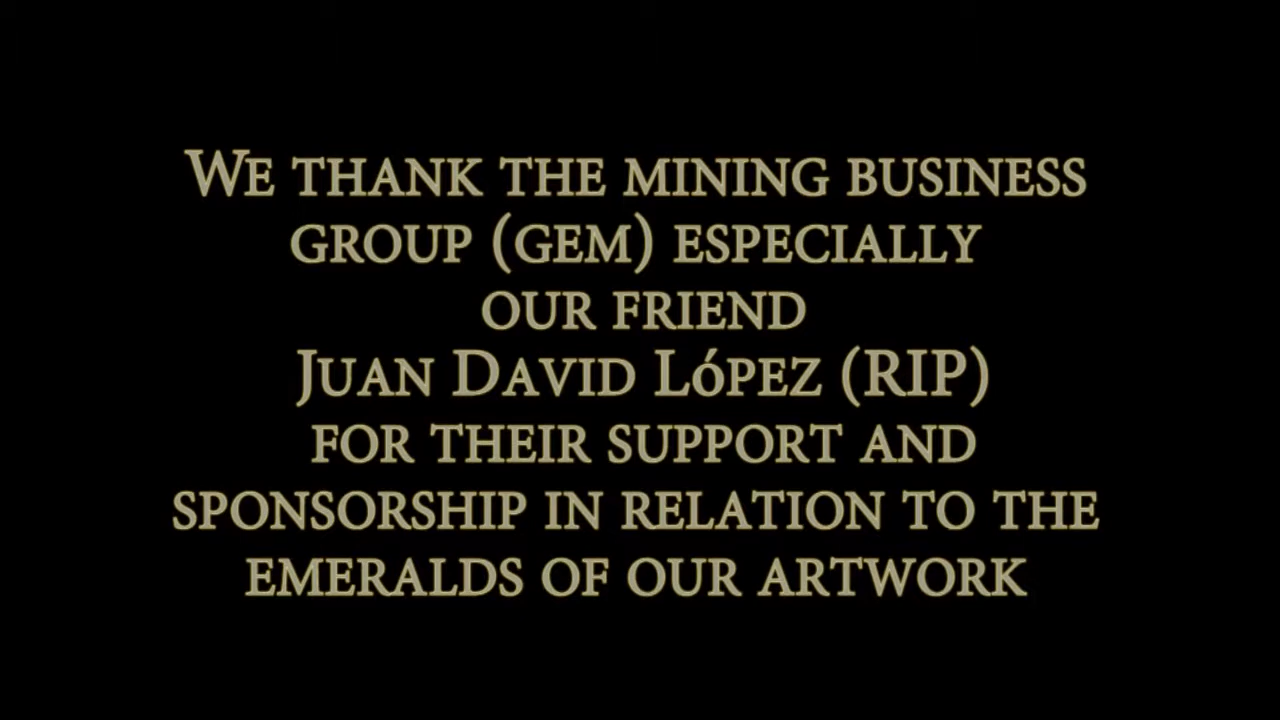 We thank the mining business
group (gem) especially
our friend
Juan David López (RIP)
for their support and
sponsorship in relation to the
emeralds of our artwork